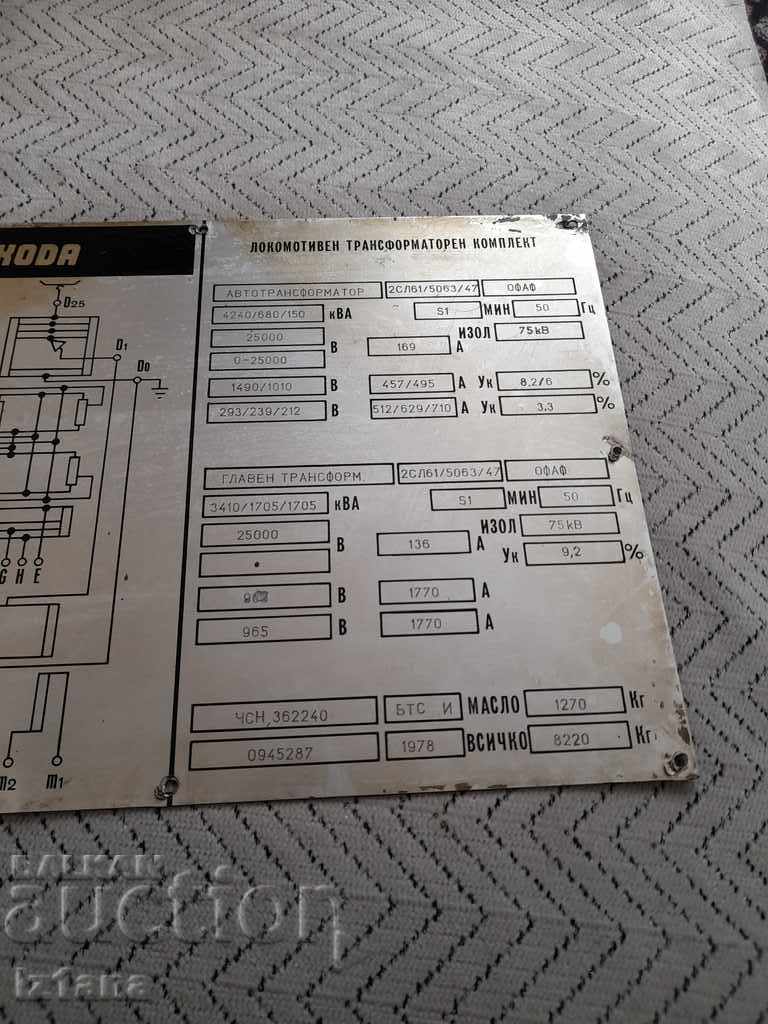 KODA
D25
D1
D0
G H E
m2 m1
ЛОКОМОТИВЕН ТРАНСФОРМАТОРЕН КОМПЛЕКТ
АВТОТРАНСФОРМАТОР 2СЛ61/5063/47 ОФАФ
4240/680/150 кВА S1 МИН 50 Гц
25000 В 169 А ИЗОЛ 75кВ
0-25000
1490/1010 В 457/495 А Ук 8,2/6 %
293/239/212 В 512/629/710 А Ук 3.3 %
ГЛАВЕН ТРАНСФОРМ. 2СЛ61/5063/47 ОФАФ
3410/1705/1705 кВА S1 МИН 50 Гц
25000 В 136 А ИЗОЛ 75кВ
Ук 9,2 %
В 1770 А
965 В 1770 А
ЧСН,362240 БТС И МАСЛО 1270 Кг
0945287 1978 ВСИЧКО 8220 Кг
БАЛКАН
auction
iz1ana